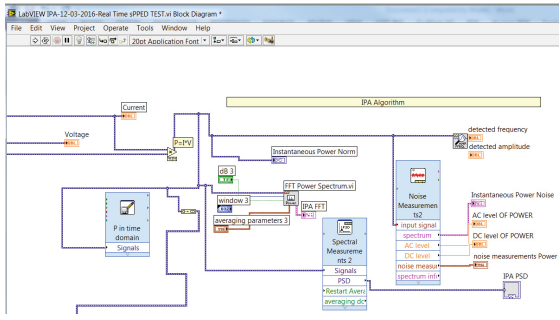 LabVIEW IPA-12-03-2016-Real Time sPPED TEST.vi Block Diagram *
File Edit View Project Operate Tools Window Help
20pt Application Font
IPA Algorithm
Current
Voltage
P=I*V
Instantaneous Power Norm
detected frequency
detected amplitude
dB 3
window 3
averaging parameters 3
FFT Power Spectrum.vi
IPA FFT
P in time
domain
Signals
Spectral
Measureme
nts 2
Signals
PSD
Restart Avera
averaging do
Noise
Measuremen
ts2
input signal
spectrum
AC level
DC level
noise measu
spectrum inf
Instantaneous Power Noise
AC level OF POWER
DC level OF POWER
noise measurements Power
IPA PSD